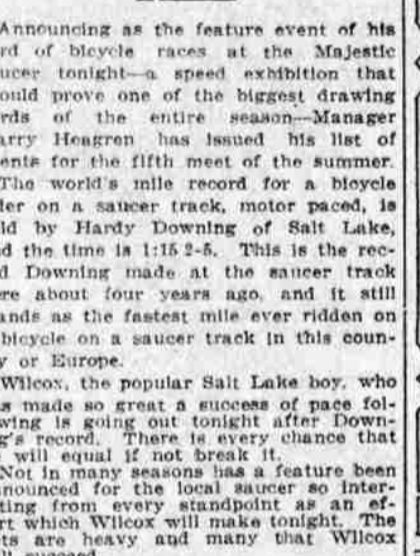 Announcing as the feature event of his
rd of bicycle races at the Majestic
ucer tonight—a speed exhibition that
ould prove one of the biggest drawing
rds of the entire season—Manager
arry Heagren has issued his list of
ents for the fifth meet of the summer.
The world's mile record for a bicycle
der on a saucer track, motor paced, is
ld by Hardy Downing of Salt Lake,
d the time is 1:15 2-5. This is the rec-
d Downing made at the saucer track
re about four years ago, and it still
ands as the fastest mile ever ridden on
bicycle on a saucer track in this coun-
y or Europe.
Wilcox, the popular Salt Lake boy, who
s made so great a success of pace fol-
wing is going out tonight after Down-
g's record. There is every chance that
will equal if not break it.
Not in many seasons has a feature been
nounced for the local saucer so inter-
ting from every standpoint as an ef-
rt which Wilcox will make tonight. The
ts are heavy and many that Wilcox